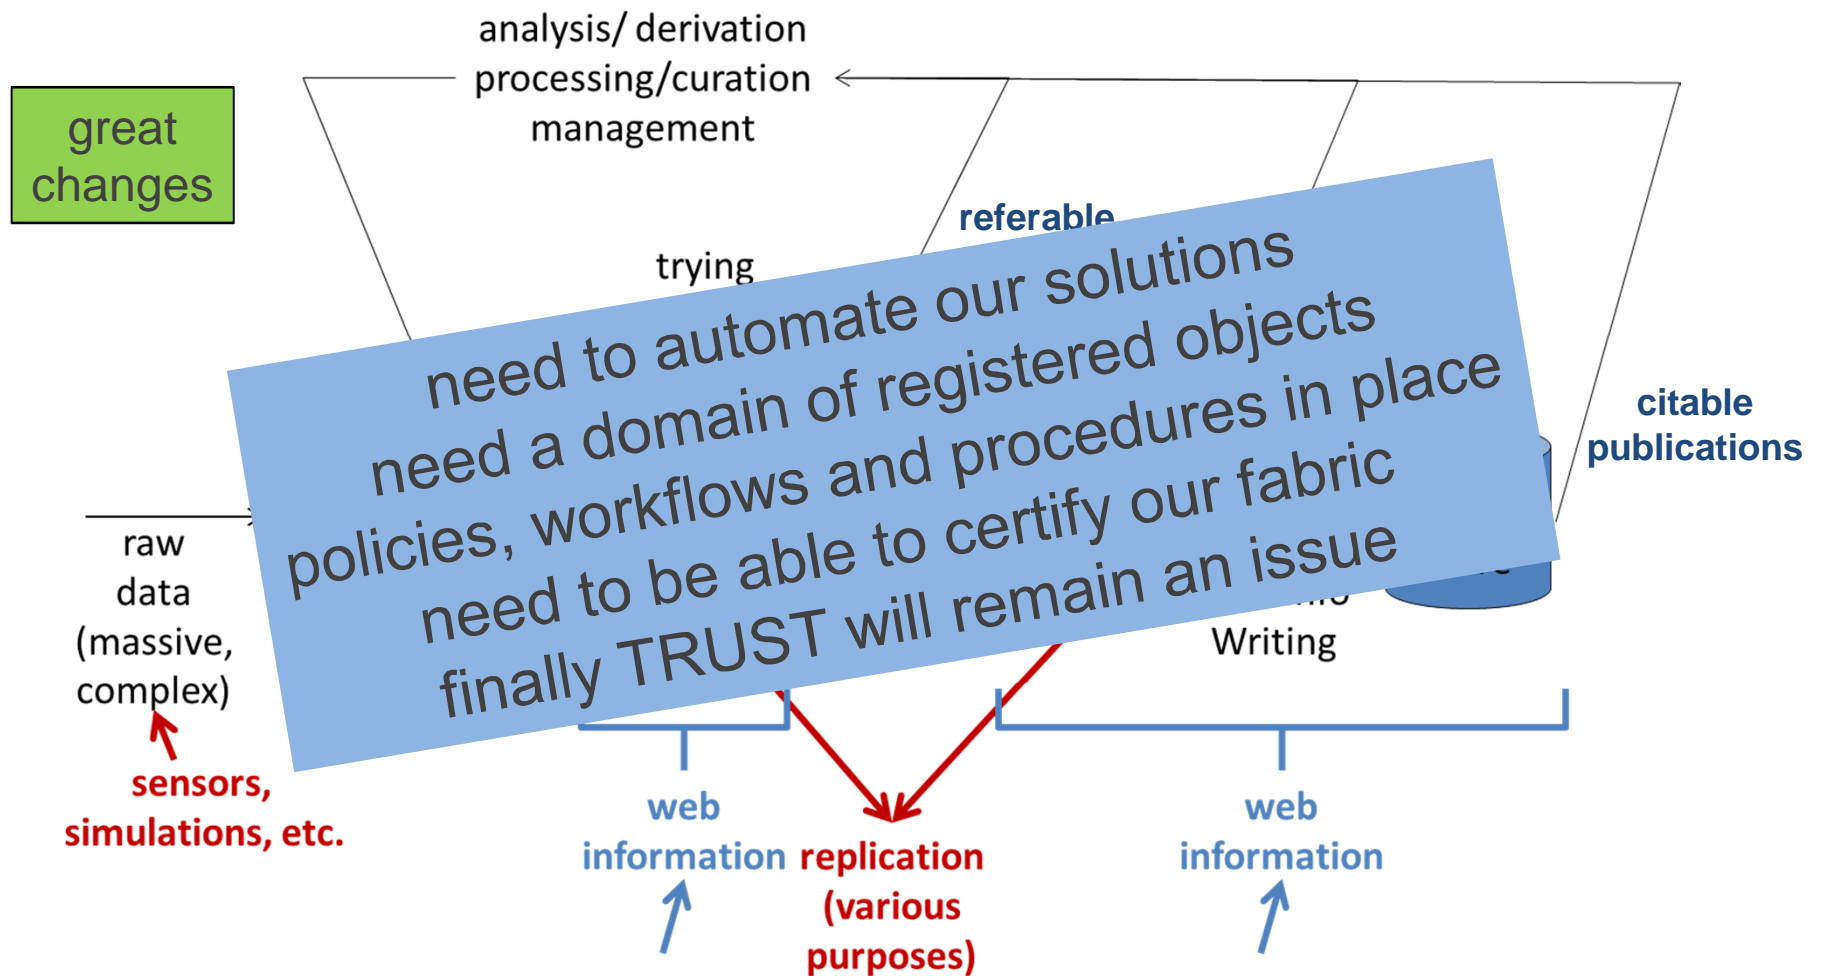 analysis/ derivation
processing/curation
management
great
changes
referable
trying
need to automate our solutions
need a domain of registered objects
policies, workflows and procedures in place
need to be able to certify our fabric
finally TRUST will remain an issue
citable
publications
raw
data
(massive,
complex)
Writing
sensors,
simulations, etc.
web
information
replication
(various
purposes)
web
information